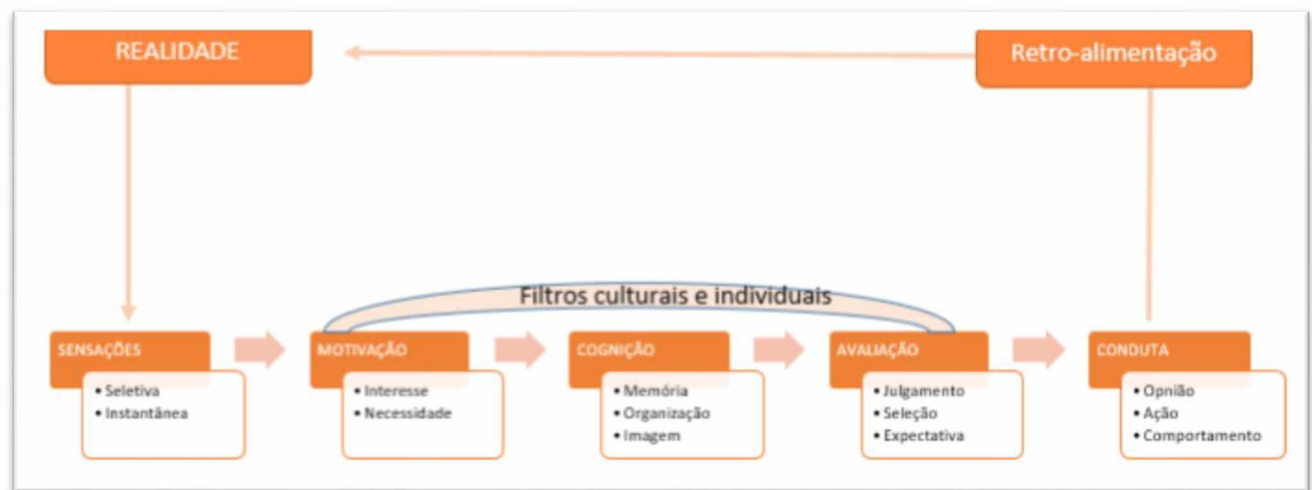 REALIDADE
Retro-alimentação
Filtros culturais e individuais
SENSAÇÕES
• Seletiva
• Instantânea
MOTIVAÇÃO
• Interesse
• Necessidade
COGNIÇÃO
• Memória
• Organização
• Imagem
AVALIAÇÃO
• Julgamento
• Seleção
• Expectativa
CONDUTA
• Opnião
• Ação
• Comportamento